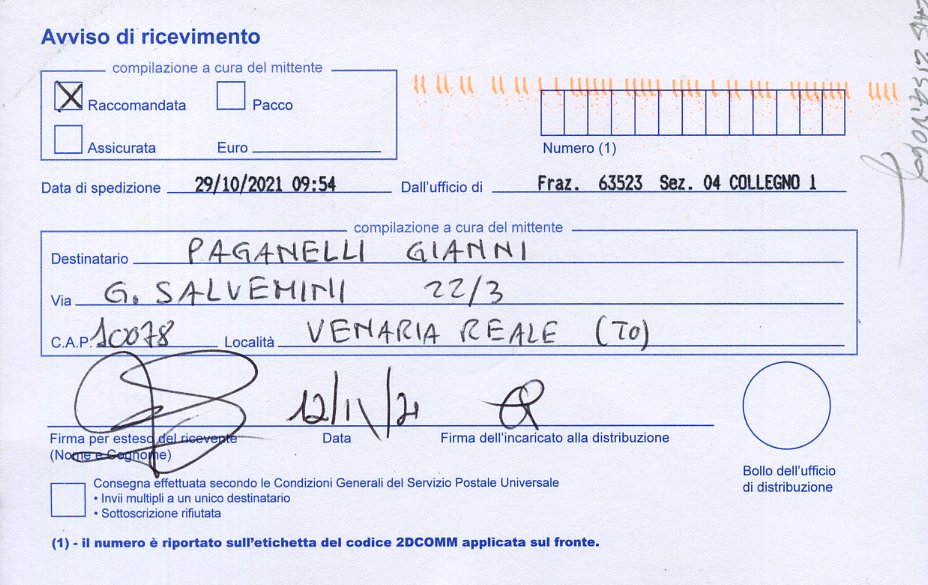 Avviso di ricevimento
compilazione a cura del mittente
Raccomandata Pacco
Assicurata Euro
Numero (1)
Data di spedizione 29/10/2021 09:54 Dall'ufficio di Fraz. 63523 Sez. 04 COLLEGNO 1
compilazione a cura del mittente
Destinatario PAGANELLI GIANNI
Via G. SALVEMINI 22/3
C.A.P. 10078 Località VENARIA REALE (TO)
12/11/21
Firma per esteso del ricevente Data Firma dell'incaricato alla distribuzione
(Nome e Cognome)
Bollo dell'ufficio
di distribuzione
Consegna effettuata secondo le Condizioni Generali del Servizio Postale Universale
• Invii multipli a un unico destinatario
• Sottoscrizione rifiutata
(1) - il numero è riportato sull'etichetta del codice 2DCOMM applicata sul fronte.